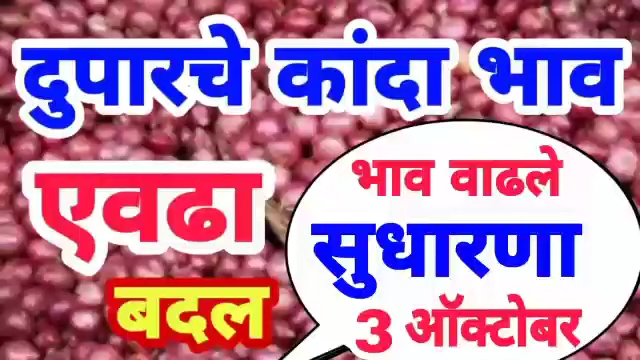 दुपारचे कांदा भाव
एवढा
बदल
भाव वाढले
सुधारणा
3 ऑक्टोबर